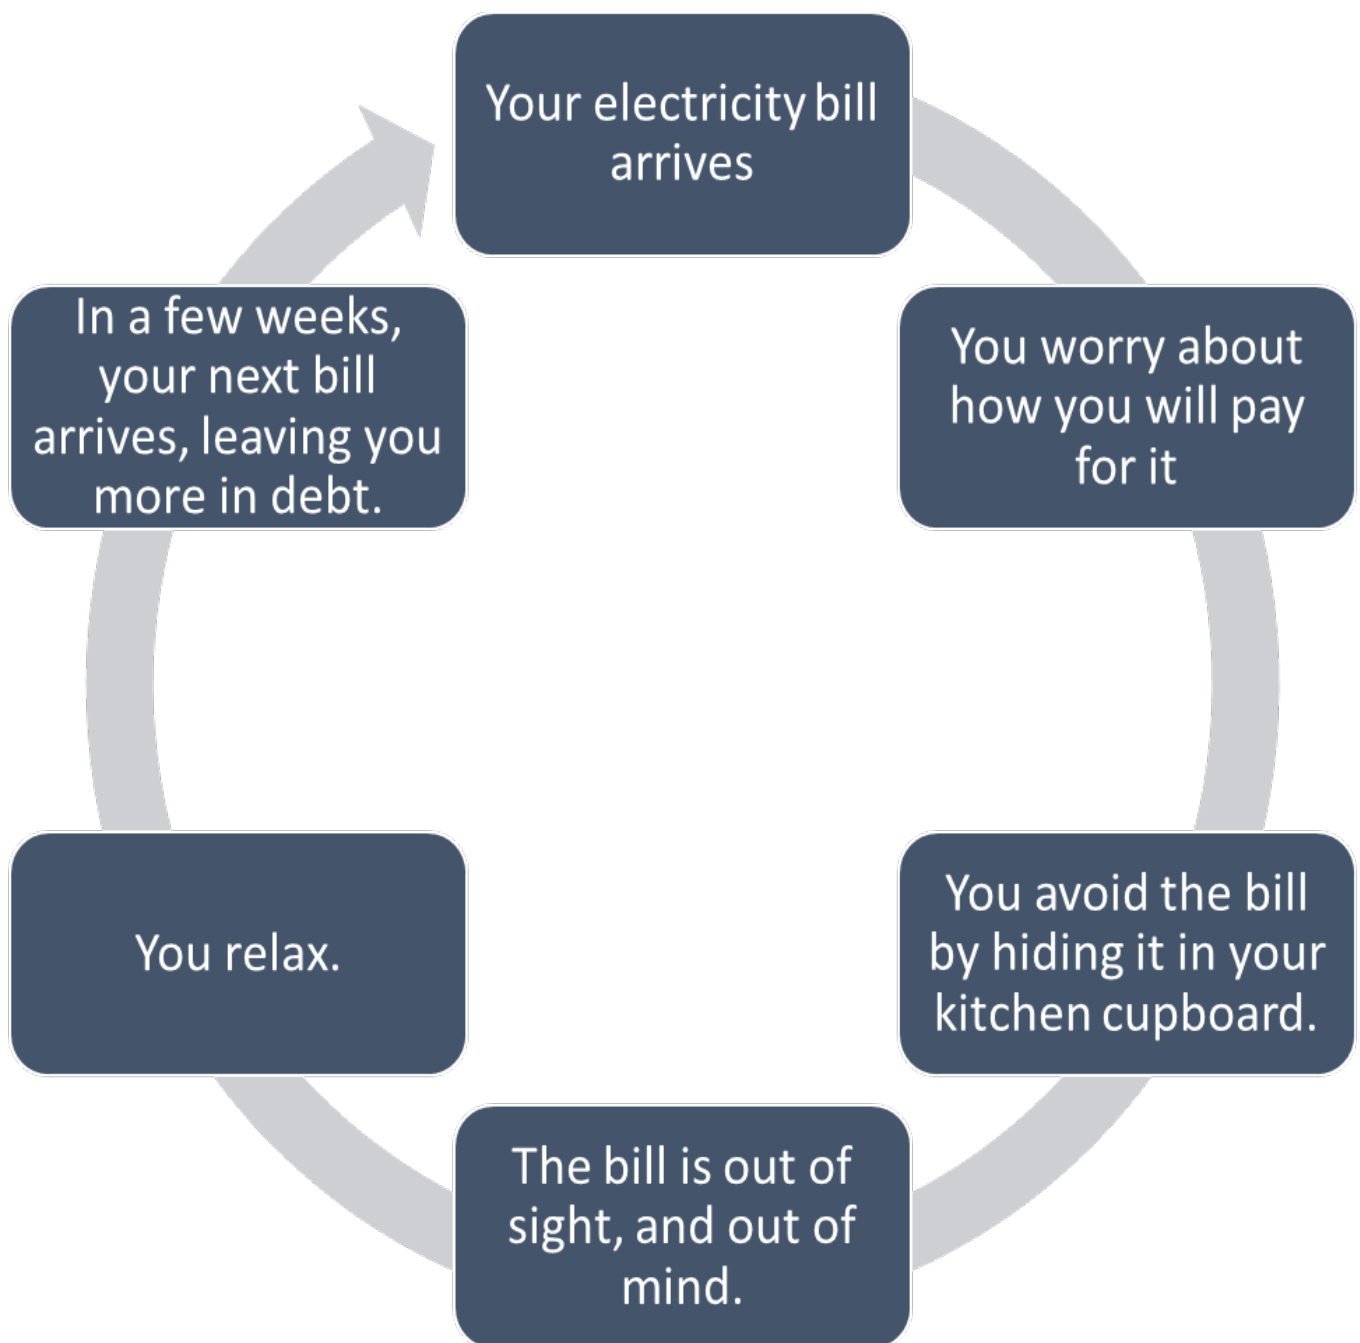 Your electricity bill
arrives
You worry about
how you will pay
for it
You avoid the bill
by hiding it in your
kitchen cupboard.
The bill is out of
sight, and out of
mind.
You relax.
In a few weeks,
your next bill
arrives, leaving you
more in debt.